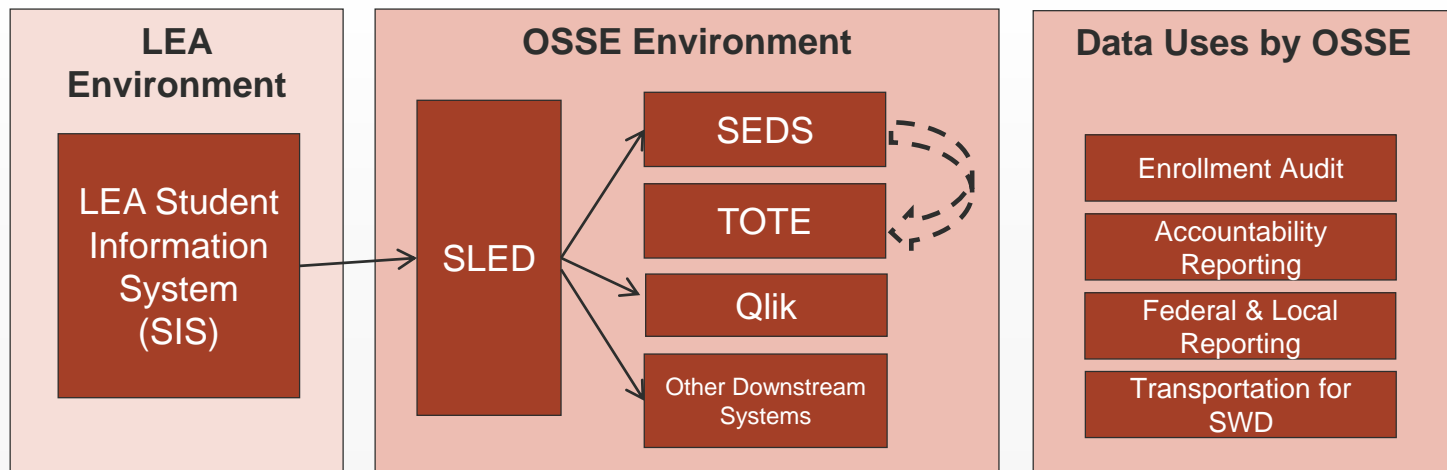 LEA
Environment
LEA Student
Information
System
(SIS)
OSSE Environment
SLED
SEDS
TOTE
Qlik
Other Downstream
Systems
Data Uses by OSSE
Enrollment Audit
Accountability
Reporting
Federal & Local
Reporting
Transportation for
SWD